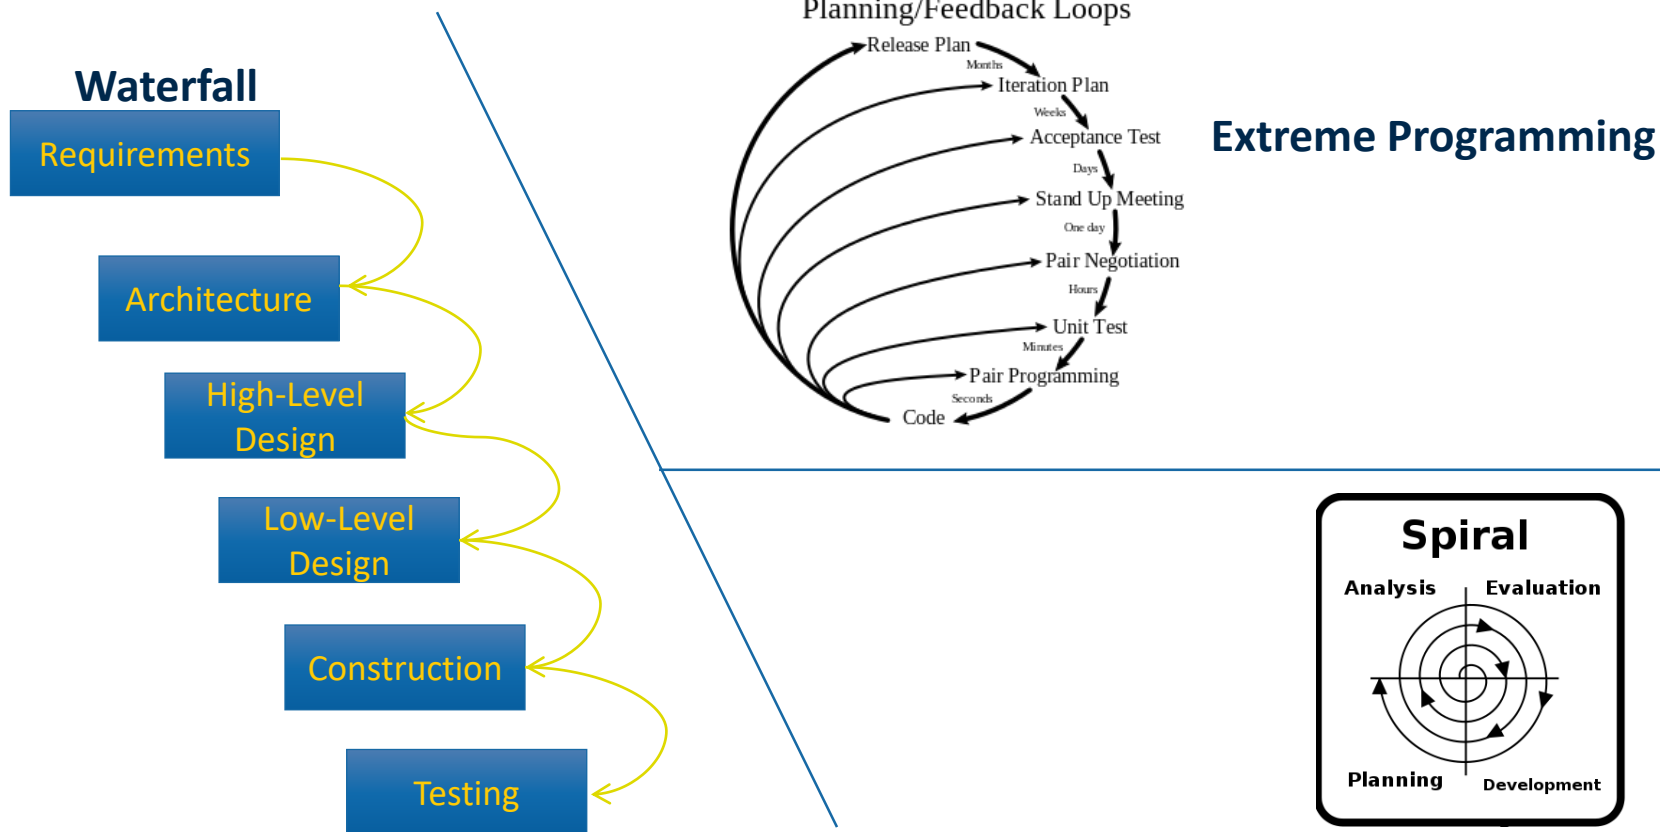 Waterfall
Requirements
Architecture
High-Level
Design
Low-Level
Design
Construction
Testing
Planning/Feedback Loops
Release Plan
Months
Iteration Plan
Weeks
Acceptance Test
Days
Stand Up Meeting
One day
Pair Negotiation
Hours
Unit Test
Minutes
Pair Programming
Seconds
Code
Extreme Programming
Spiral
Analysis
Evaluation
Planning
Development